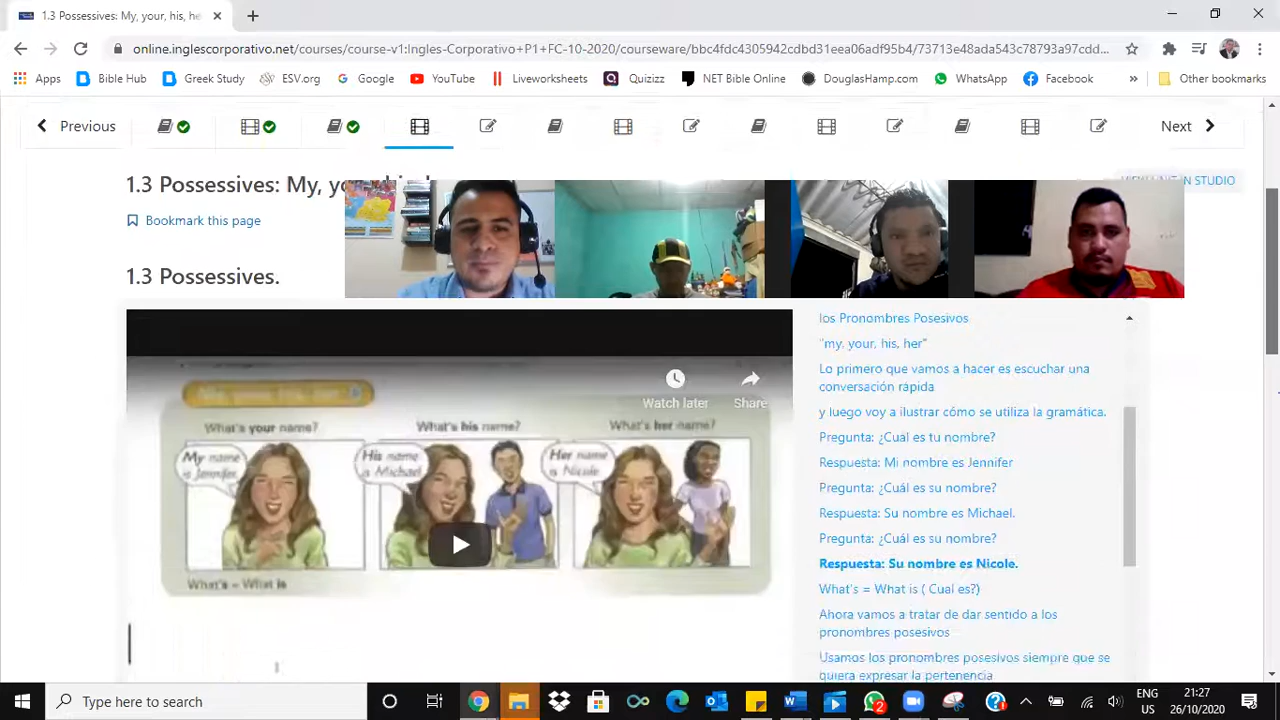 1.3 Possessives: My, your, his, he
online.inglescorporativo.net/courses/course-v1:Ingles-Corporativo+P1+FC-10-2020/courseware/bbc4fdc4305942cdbd31eea06adf95b4/73713e48ada543c78793a97cdd...
Apps Bible Hub Greek Study ESV.org Google YouTube Liveworksheets Quizizz NET Bible Online DouglasHamp.com WhatsApp Facebook » Other bookmarks
Previous Next
1.3 Possessives: My,
STUDIO
Bookmark this page
1.3 Possessives.
Watch later Share
What's your name? What's his name? What's her name?
My name is Jennifer
His name is Michael
Her name is Nicole
What's = What is
los Pronombres Posesivos
"my, your, his, her"
Lo primero que vamos a hacer es escuchar una
conversación rápida
y luego voy a ilustrar cómo se utiliza la gramática.
Pregunta: ¿Cuál es tu nombre?
Respuesta: Mi nombre es Jennifer
Pregunta: ¿Cuál es su nombre?
Respuesta: Su nombre es Michael.
Pregunta: ¿Cuál es su nombre?
Respuesta: Su nombre es Nicole.
What's = What is ( Cual es?)
Ahora vamos a tratar de dar sentido a los
pronombres posesivos
Usamos los pronombres posesivos siempre que se
quiera expresar la pertenencia
Type here to search
2
ENG
US
21:27
26/10/2020